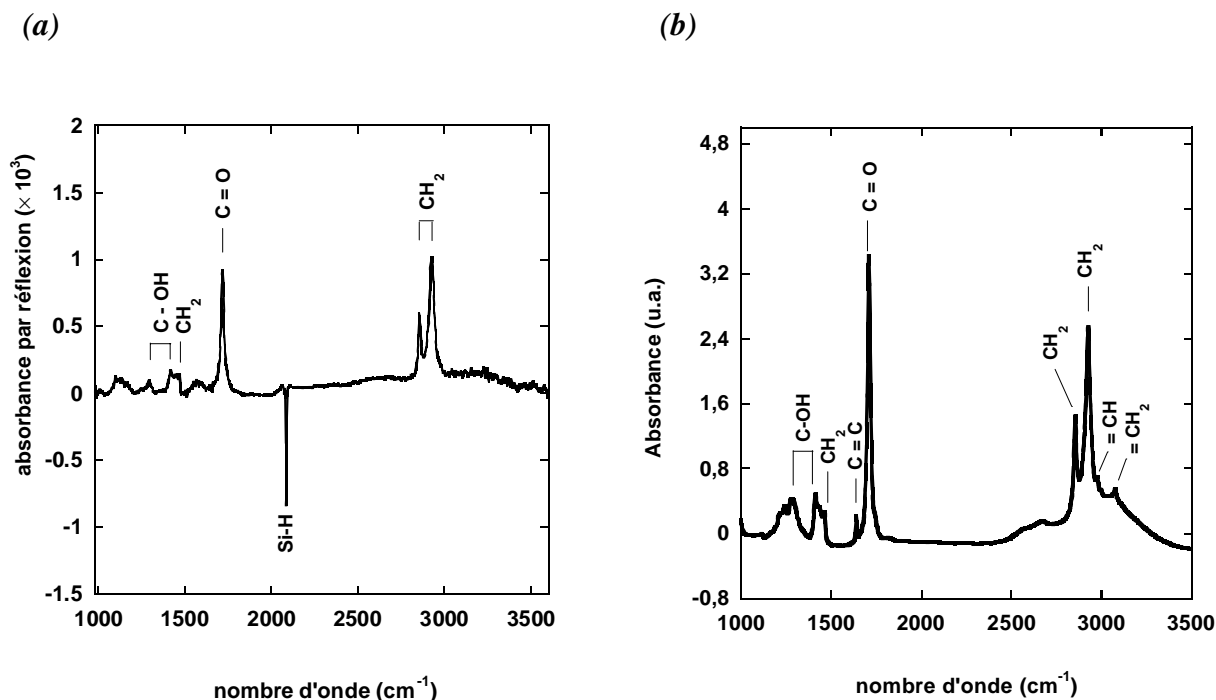 (a)
(b)
absorbance par réflexion (× 10³)
2
1.5
1
0.5
0
-0.5
-1
-1.5
C - OH
CH₂
C = O
CH₂
Si-H
1000 1500 2000 2500 3000 3500
nombre d'onde (cm⁻¹)
Absorbance (u.a.)
4,8
4
3,2
2,4
1,6
0,8
0
-0,8
C-OH
CH₂
C = C
C = O
CH₂
CH₂
= CH
= CH₂
1000 1500 2000 2500 3000 3500
nombre d'onde (cm⁻¹)